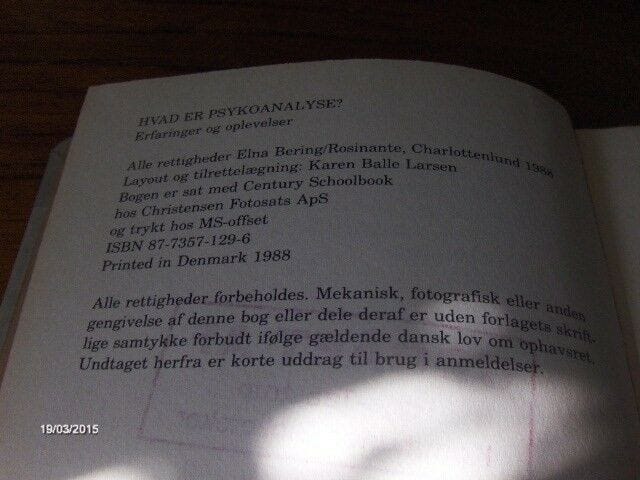 HVAD ER PSYKOANALYSE?
Erfaringer og oplevelser
Alle rettigheder Elna Bering/Rosinante, Charlottenlund 1988
Layout og tilrettelægning: Karen Balle Larsen
Bogen er sat med Century Schoolbook
hos Christensen Fotosats ApS
og trykt hos MS-offset
ISBN 87-7357-129-6
Printed in Denmark 1988
Alle rettigheder forbeholdes. Mekanisk, fotografisk eller anden
gengivelse af denne bog eller dele deraf er uden forlagets skrift-
lige samtykke forbudt ifølge gældende dansk lov om ophavsret.
Undtaget herfra er korte uddrag til brug i anmeldelser.
19/03/2015